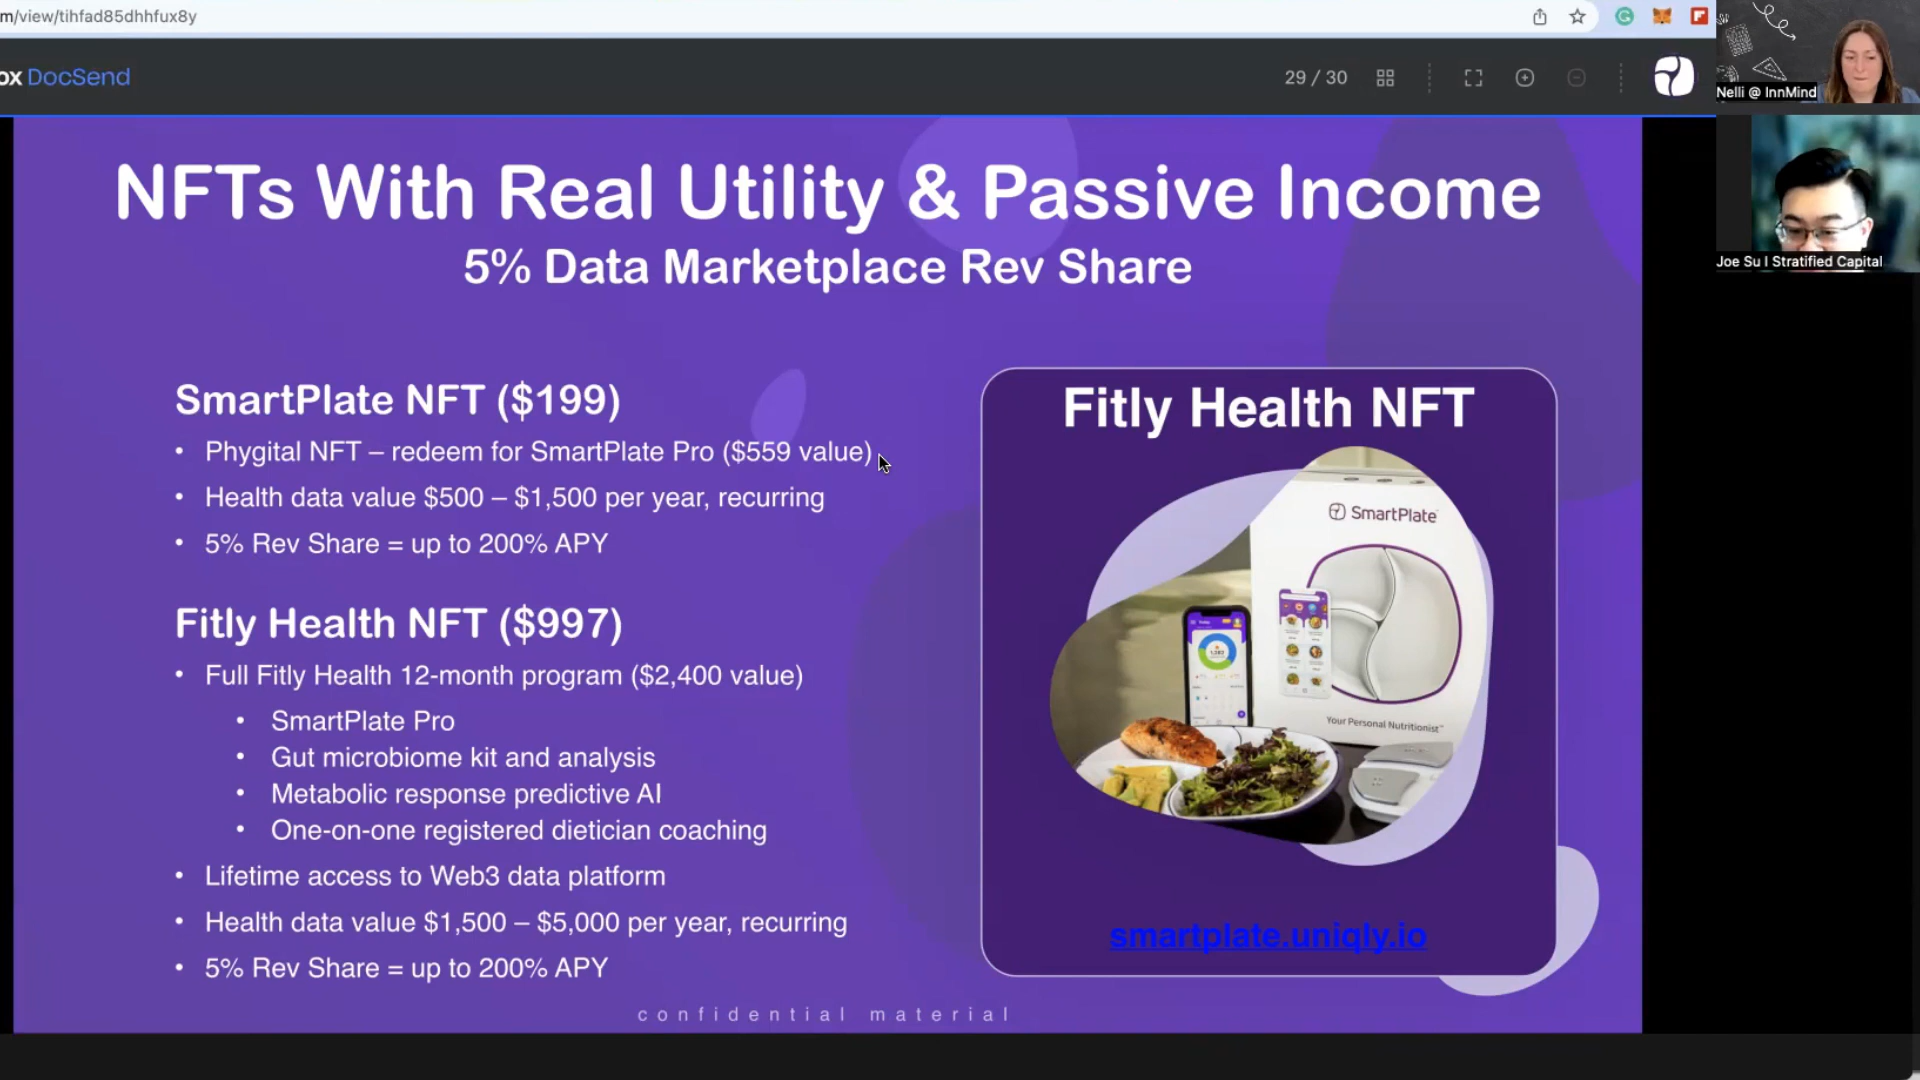 m/view/tihfad85dhhfux8y
ox DocSend
29 / 30
Nelli @ InnMind
Joe Su I Stratified Capital
NFTs With Real Utility & Passive Income
5% Data Marketplace Rev Share
SmartPlate NFT ($199)
• Phygital NFT – redeem for SmartPlate Pro ($559 value)
• Health data value $500 – $1,500 per year, recurring
• 5% Rev Share = up to 200% APY
Fitly Health NFT ($997)
• Full Fitly Health 12-month program ($2,400 value)
• SmartPlate Pro
• Gut microbiome kit and analysis
• Metabolic response predictive AI
• One-on-one registered dietician coaching
• Lifetime access to Web3 data platform
• Health data value $1,500 – $5,000 per year, recurring
• 5% Rev Share = up to 200% APY
Fitly Health NFT
SmartPlate
Your Personal Nutritionist™
smartplate.uniqly.io
confidential material